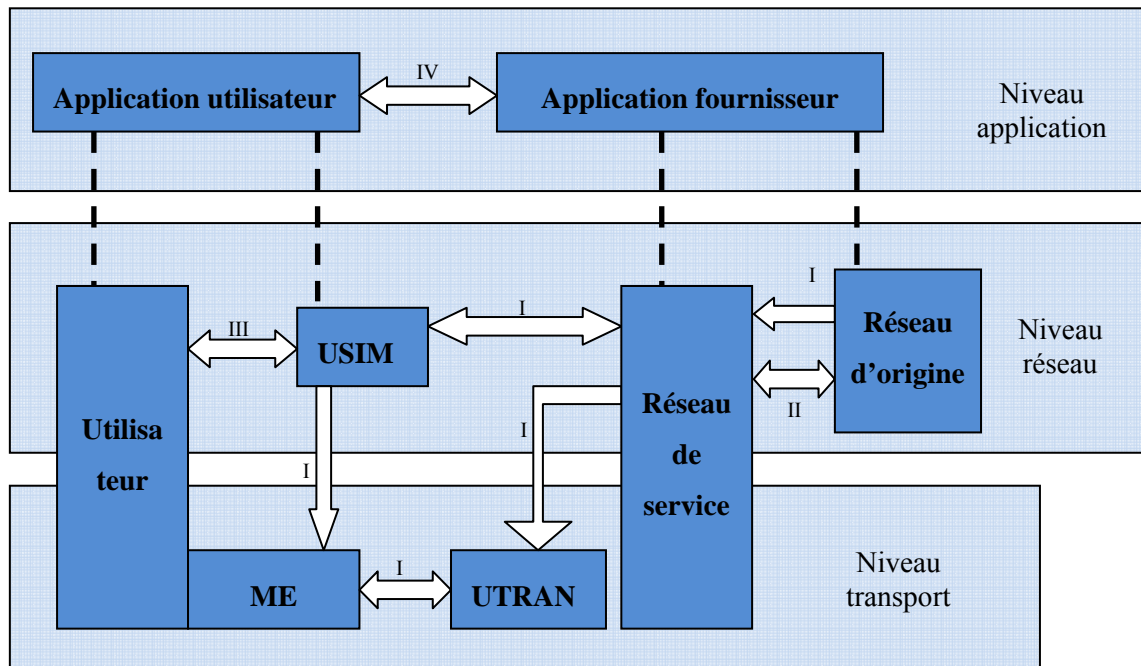 IV
Application utilisateur
Application fournisseur
Niveau
application
I
I
III
USIM
Réseau
d’origine
Niveau
réseau
II
Utilisa
teur
I
I
Réseau
de
service
I
ME
UTRAN
Niveau
transport